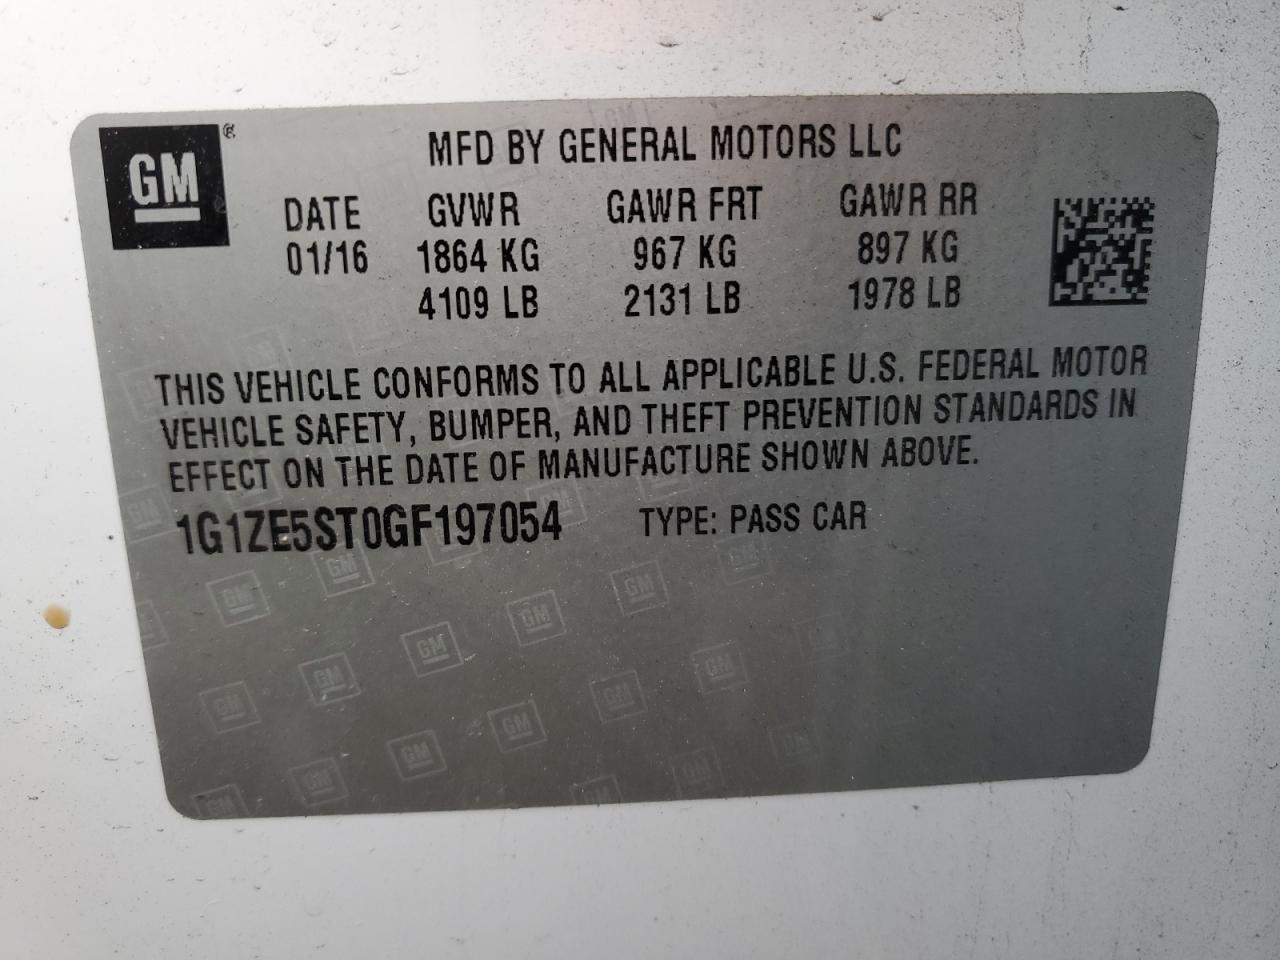 GM ®
MFD BY GENERAL MOTORS LLC
DATE GVWR GAWR FRT GAWR RR
01/16 1864 KG 967 KG 897 KG
4109 LB 2131 LB 1978 LB
THIS VEHICLE CONFORMS TO ALL APPLICABLE U.S. FEDERAL MOTOR
VEHICLE SAFETY, BUMPER, AND THEFT PREVENTION STANDARDS IN
EFFECT ON THE DATE OF MANUFACTURE SHOWN ABOVE.
1G1ZE5ST0GF197054 TYPE: PASS CAR